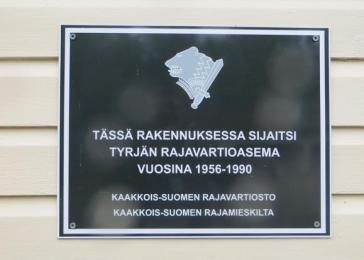 TÄSSÄ RAKENNUKSESSA SIJAITSI
TYRJÄN RAJAVARTIOASEMA
VUOSINA 1956-1990
KAAKKOIS-SUOMEN RAJAVARTIOSTO
KAAKKOIS-SUOMEN RAJAMIESKILTA